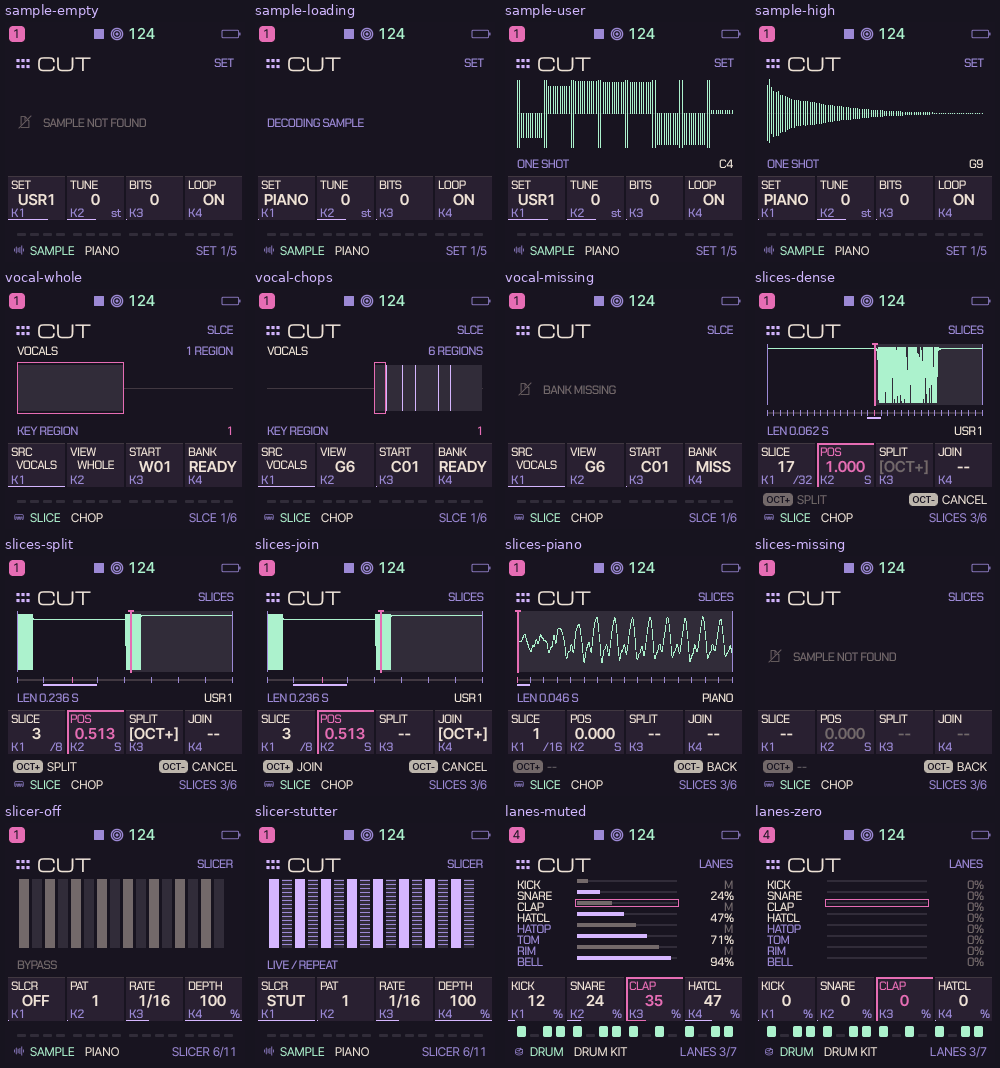 sample-empty
1 124
CUT SET
SAMPLE NOT FOUND
SET TUNE BITS LOOP
USR1 0 0 ON
K1 K2 st K3 K4
SAMPLE PIANO SET 1/5
sample-loading
1 124
CUT SET
DECODING SAMPLE
SET TUNE BITS LOOP
PIANO 0 0 ON
K1 K2 st K3 K4
SAMPLE PIANO SET 1/5
sample-user
1 124
CUT SET
ONE SHOT C4
SET TUNE BITS LOOP
USR1 0 0 ON
K1 K2 st K3 K4
SAMPLE PIANO SET 1/5
sample-high
1 124
CUT SET
ONE SHOT G9
SET TUNE BITS LOOP
PIANO 0 0 ON
K1 K2 st K3 K4
SAMPLE PIANO SET 1/5
vocal-whole
1 124
CUT SLCE
VOCALS 1 REGION
KEY REGION 1
SRC VIEW START BANK
VOCALS WHOLE W01 READY
K1 K2 K3 K4
SLICE CHOP SLCE 1/6
vocal-chops
1 124
CUT SLCE
VOCALS 6 REGIONS
KEY REGION 1
SRC VIEW START BANK
VOCALS G6 C01 READY
K1 K2 K3 K4
SLICE CHOP SLCE 1/6
vocal-missing
1 124
CUT SLCE
BANK MISSING
SRC VIEW START BANK
VOCALS G6 C01 MISS
K1 K2 K3 K4
SLICE CHOP SLCE 1/6
slices-dense
1 124
CUT SLICES
LEN 0.062 S USR1
SLICE POS SPLIT JOIN
17 1.000 [OCT+] --
K1 /32 K2 S K3 K4
OCT+ SPLIT OCT- CANCEL
SLICE CHOP SLICES 3/6
slices-split
1 124
CUT SLICES
LEN 0.236 S USR1
SLICE POS SPLIT JOIN
3 0.513 [OCT+] --
K1 /8 K2 S K3 K4
OCT+ SPLIT OCT- CANCEL
SLICE CHOP SLICES 3/6
slices-join
1 124
CUT SLICES
LEN 0.236 S USR1
SLICE POS SPLIT JOIN
3 0.513 -- [OCT+]
K1 /8 K2 S K3 K4
OCT+ JOIN OCT- CANCEL
SLICE CHOP SLICES 3/6
slices-piano
1 124
CUT SLICES
LEN 0.046 S PIANO
SLICE POS SPLIT JOIN
1 0.000 -- --
K1 /16 K2 S K3 K4
OCT+ -- OCT- BACK
SLICE CHOP SLICES 3/6
slices-missing
1 124
CUT SLICES
SAMPLE NOT FOUND
SLICE POS SPLIT JOIN
-- 0.000 -- --
K1 K2 S K3 K4
OCT+ -- OCT- BACK
SLICE CHOP SLICES 3/6
slicer-off
1 124
CUT SLICER
BYPASS
SLCR PAT RATE DEPTH
OFF 1 1/16 100
K1 K2 K3 K4 %
SAMPLE PIANO SLICER 6/11
slicer-stutter
1 124
CUT SLICER
LIVE / REPEAT
SLCR PAT RATE DEPTH
STUT 1 1/16 100
K1 K2 K3 K4 %
SAMPLE PIANO SLICER 6/11
lanes-muted
4 124
CUT LANES
KICK M
SNARE 24%
CLAP M
HATCL 47%
HATOP M
TOM 71%
RIM M
BELL 94%
KICK SNARE CLAP HATCL
12 24 35 47
K1 % K2 % K3 % K4 %
DRUM DRUM KIT LANES 3/7
lanes-zero
4 124
CUT LANES
KICK 0%
SNARE 0%
CLAP 0%
HATCL 0%
HATOP 0%
TOM 0%
RIM 0%
BELL 0%
KICK SNARE CLAP HATCL
0 0 0 0
K1 % K2 % K3 % K4 %
DRUM DRUM KIT LANES 3/7